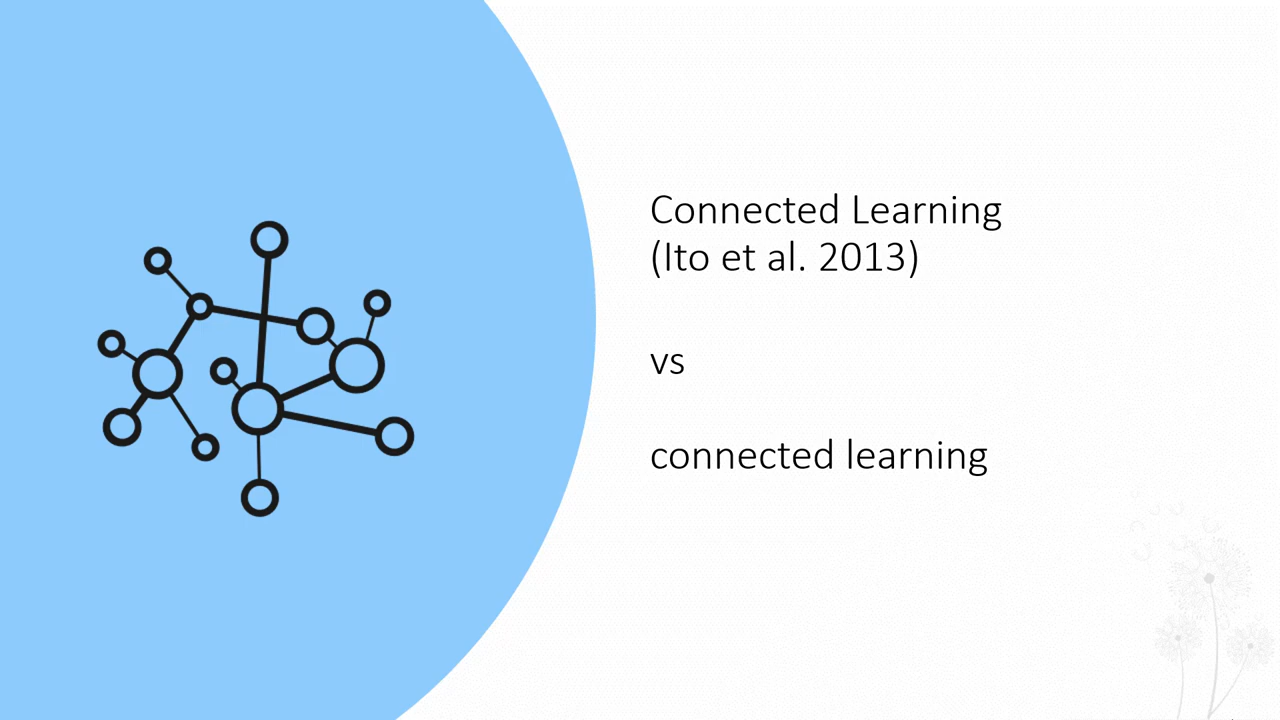 Connected Learning
(Ito et al. 2013)
vs
connected learning